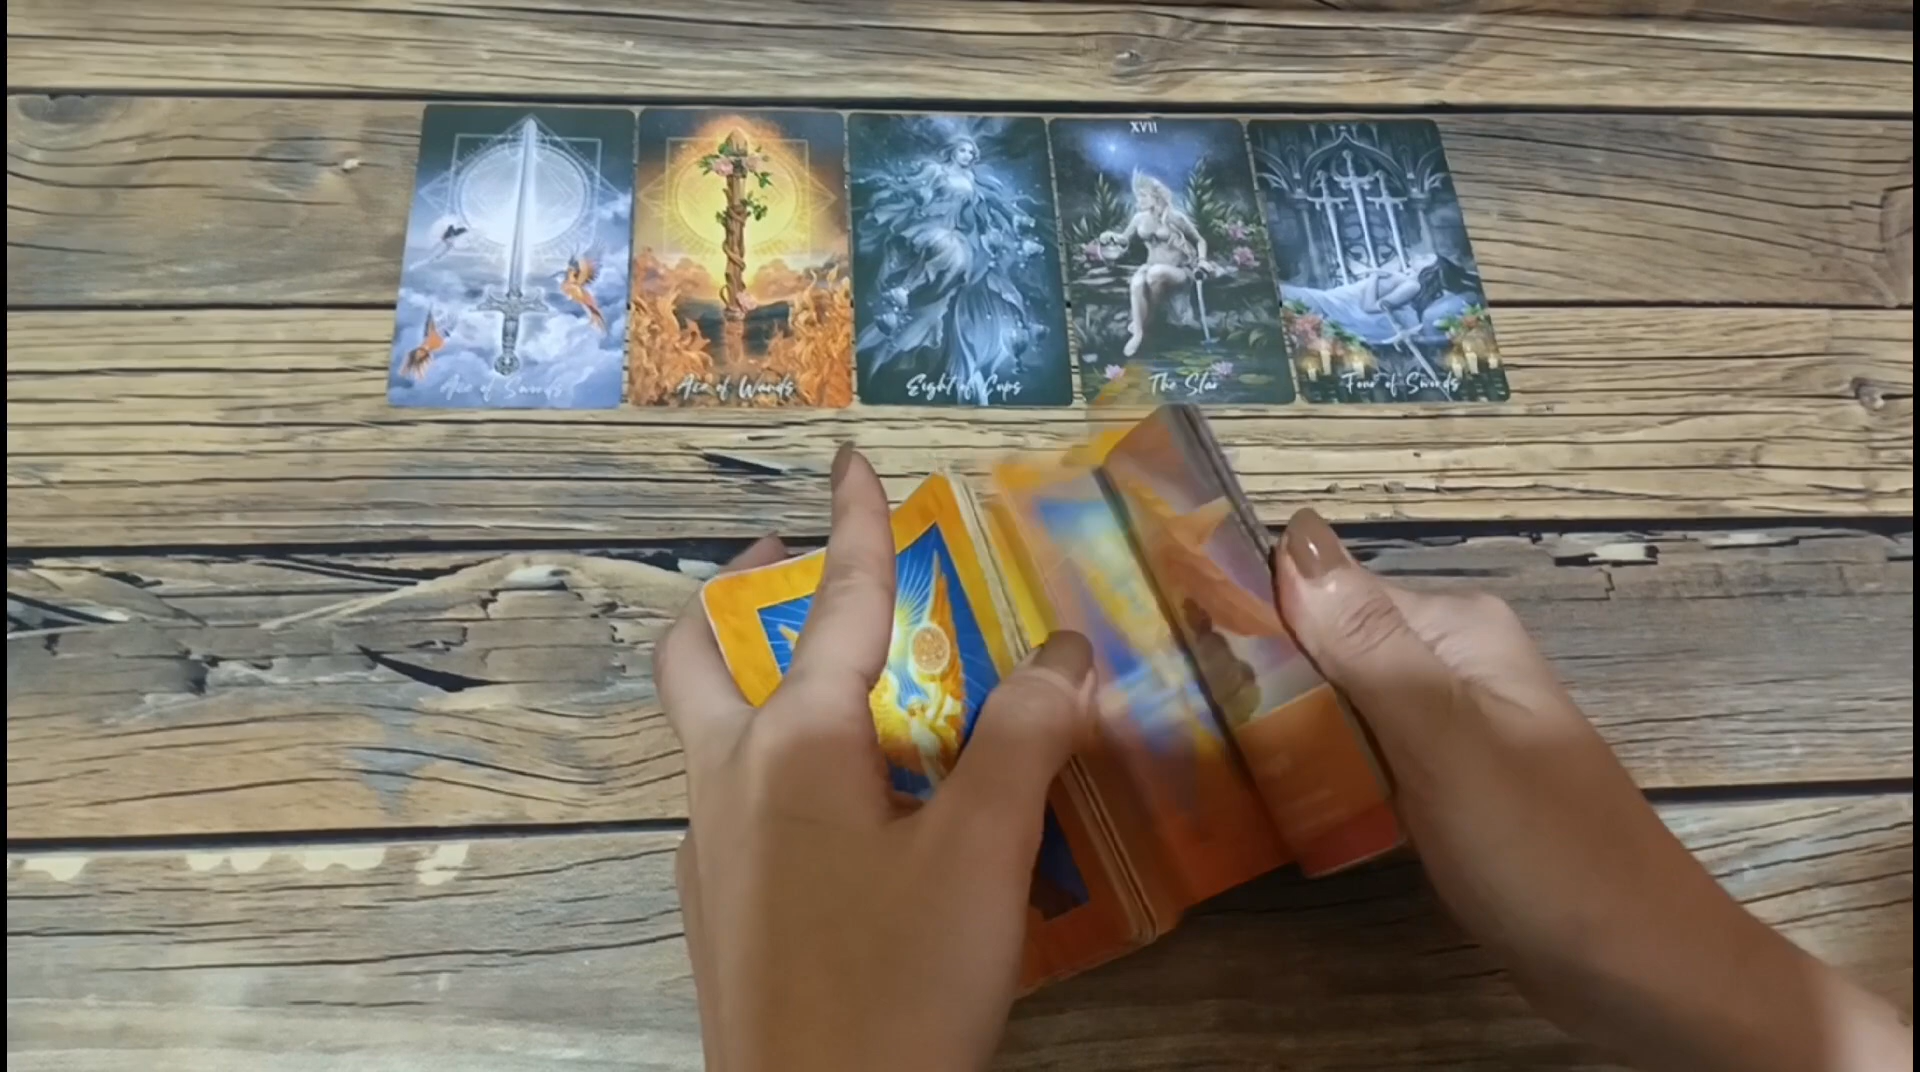 Ace of Swords
Ace of Wands
Eight of Cups
XVII
The Star
Four of Swords